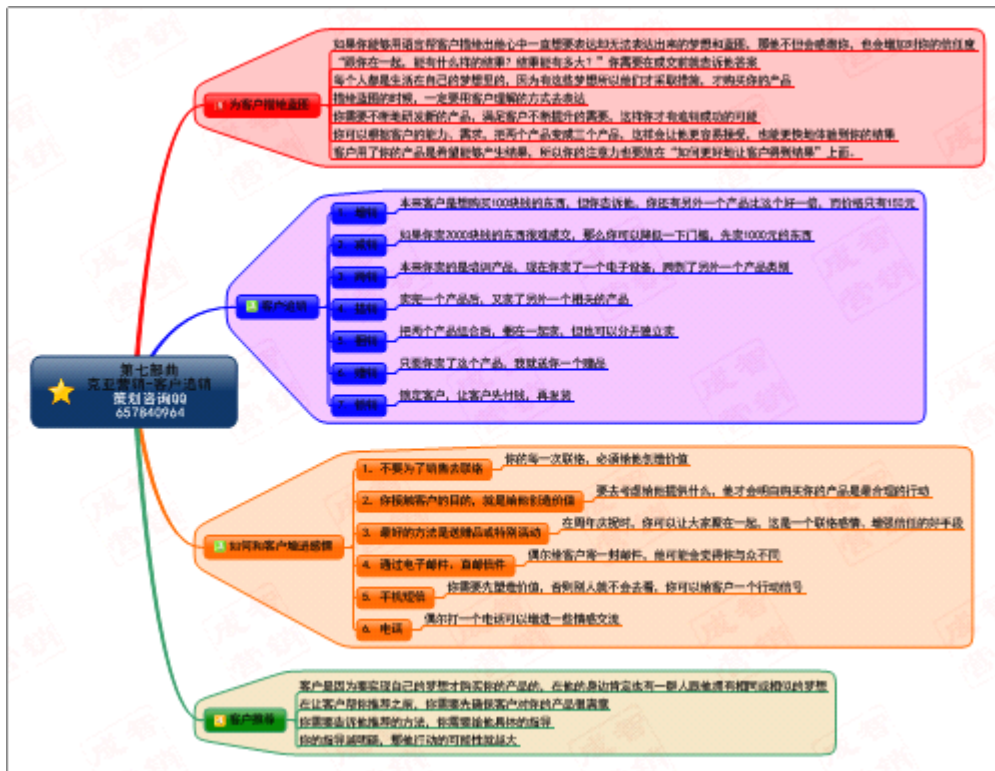 如果你能够用语言帮客户描绘出他心中一直想要表达却无法表达出来的梦想和蓝图，那他不但会感谢你，也会增加对你的信任度
“跟你在一起，能有什么样的结果？结果能有多大？”你需要在成交前就告诉他答案
每个人都是生活在自己的梦想里的，因为有这些梦想所以他们才采取措施，才购买你的产品
为客户描绘蓝图
描绘蓝图的时候，一定要用客户理解的方式去表达
你需要不断地研发新的产品，满足客户不断提升的需要，这样你才有追销成功的可能
你可以根据客户的能力、需求，把两个产品变成三个产品，这样会让他更容易接受，也能更快地体验到你的结果
客户用了你的产品是希望能够产生结果，所以你的注意力也要放在“如何更好地让客户得到结果”上面。
1. 增销
本来客户是想购买100块钱的东西，但你告诉他，你还有另外一个产品比这个好一倍，而价格只有150元
2. 减销
如果你卖2000块钱的东西很难成交，那么你可以降低一下门槛，先卖1000元的东西
3. 跨销
本来你卖的是培训产品，现在你卖了一个电子设备，跨到了另外一个产品类别
客户追销
4. 搭销
卖完一个产品后，又卖了另外一个相关的产品
5. 捆销
把两个产品组合后，捆在一起卖，但也可以分开独立卖
6. 赠销
只要你卖了这个产品，我就送你一个赠品
7. 锁销
锁定客户，让客户先付钱，再发货
第七部曲
克亚营销-客户追销
策划咨询QQ
657840964
1. 不要为了销售去联络
你的每一次联络，必须给他创造价值
2. 你接触客户的目的，就是给他创造价值
要去考虑给他提供什么，他才会明白购买你的产品是最合理的行动
3. 最好的方法是送赠品或特别活动
在周年庆祝时，你可以让大家聚在一起，这是一个联络感情、增强信任的好手段
如何和客户增进感情
4. 通过电子邮件、直邮信件
偶尔给客户寄一封邮件，他可能会觉得你与众不同
5. 手机短信
你需要先塑造价值，否则别人就不会去看，你可以给客户一个行动信号
6. 电话
偶尔打一个电话可以增进一些情感交流
客户是因为要实现自己的梦想才购买你的产品的，在他的身边肯定也有一群人跟他拥有相同或相似的梦想
在让客户帮你推荐之前，你需要先确保客户对你的产品很满意
客户推荐
你需要告诉他推荐的方法，你需要给他具体的指导
你的指导越明确，那他行动的可能性就越大